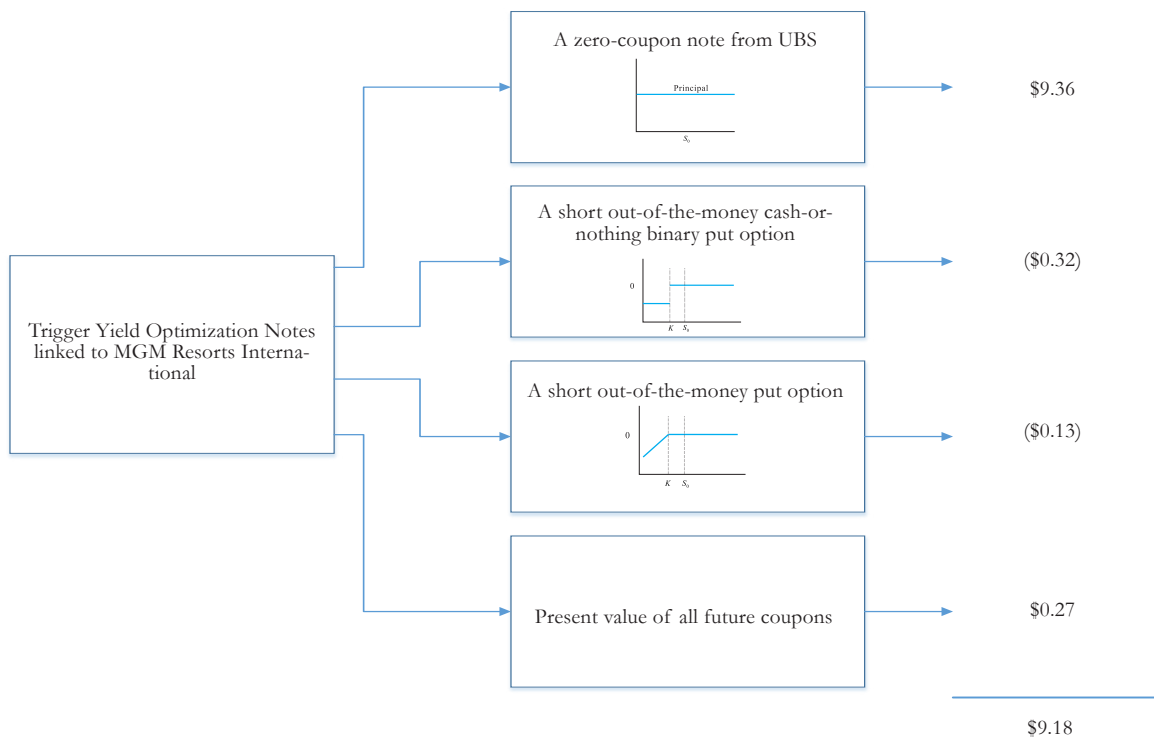 A zero-coupon note from UBS
Principal
S₀
$9.36
A short out-of-the-money cash-or-
nothing binary put option
0
K S₀
($0.32)
Trigger Yield Optimization Notes
linked to MGM Resorts Interna-
tional
A short out-of-the-money put option
0
K S₀
($0.13)
Present value of all future coupons
$0.27
$9.18